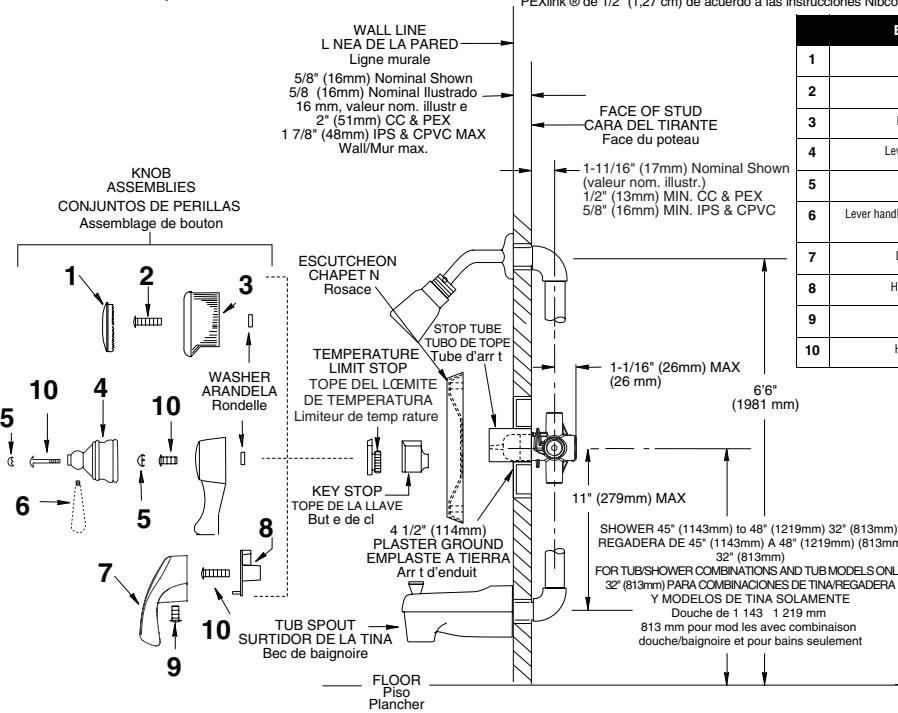 PEXlink ® de 1/2" (1,27 cm) de acuerdo a las instrucciones Nibco
WALL LINE
L NEA DE LA PARED
Ligne murale
5/8" (16mm) Nominal Shown
5/8 (16mm) Nominal Ilustrado
16 mm, valeur nom. illustr e
2" (51mm) CC & PEX
1 7/8" (48mm) IPS & CPVC MAX
Wall/Mur max.
FACE OF STUD
CARA DEL TIRANTE
Face du poteau
1-11/16" (17mm) Nominal Shown
(valeur nom. illustr.)
1/2" (13mm) MIN. CC & PEX
5/8" (16mm) MIN. IPS & CPVC
1
2
3
4
Lev
5
6
Lever handl
7
8
H
9
10
H
KNOB
ASSEMBLIES
CONJUNTOS DE PERILLAS
Assemblage de bouton
1
2
3
ESCUTCHEON
CHAPET N
Rosace
STOP TUBE
TUBO DE TOPE
Tube d'arr t
TEMPERATURE
LIMIT STOP
TOPE DEL LŒMITE
DE TEMPERATURA
Limiteur de temp rature
WASHER
ARANDELA
Rondelle
1-1/16" (26mm) MAX
(26 mm)
6'6"
(1981 mm)
5
10
4
10
6
5
KEY STOP
TOPE DE LA LLAVE
But e de cl
11" (279mm) MAX
4 1/2" (114mm)
PLASTER GROUND
EMPLASTE A TIERRA
Arr t d'enduit
8
7
10
9
SHOWER 45" (1143mm) to 48" (1219mm) 32" (813mm)
REGADERA DE 45" (1143mm) A 48" (1219mm) (813mm
32" (813mm)
FOR TUB/SHOWER COMBINATIONS AND TUB MODELS ONL
32" (813mm) PARA COMBINACIONES DE TINA/REGADERA
Y MODELOS DE TINA SOLAMENTE
Douche de 1 143 1 219 mm
813 mm pour mod les avec combinaison
douche/baignoire et pour bains seulement
TUB SPOUT
SURTIDOR DE LA TINA
Bec de baignoire
FLOOR
Piso
Plancher